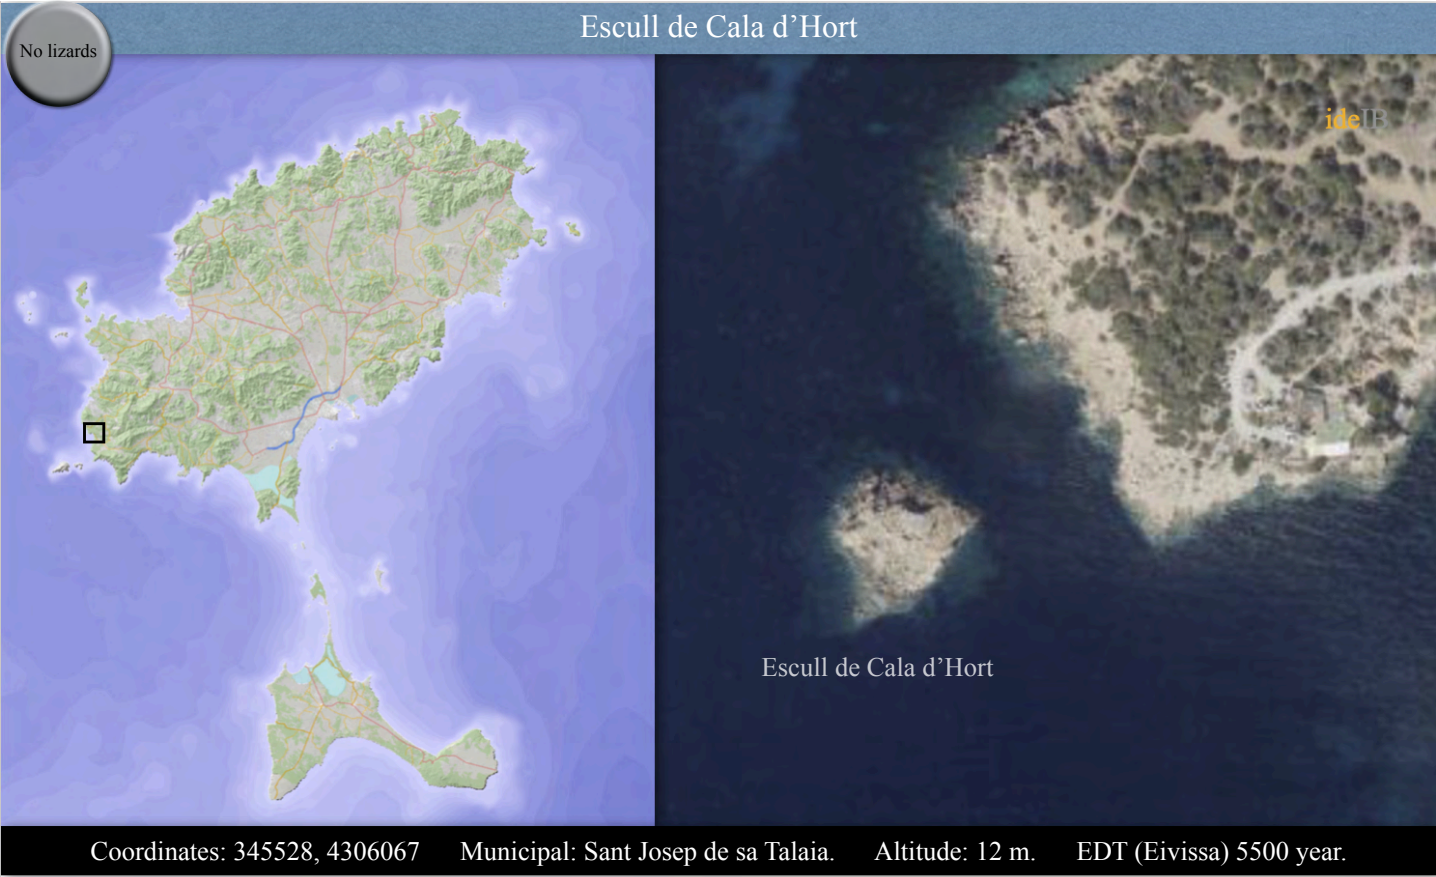 Escull de Cala d’Hort
No lizards
ideIB
Escull de Cala d’Hort
Coordinates: 345528, 4306067 Municipal: Sant Josep de sa Talaia. Altitude: 12 m. EDT (Eivissa) 5500 year.